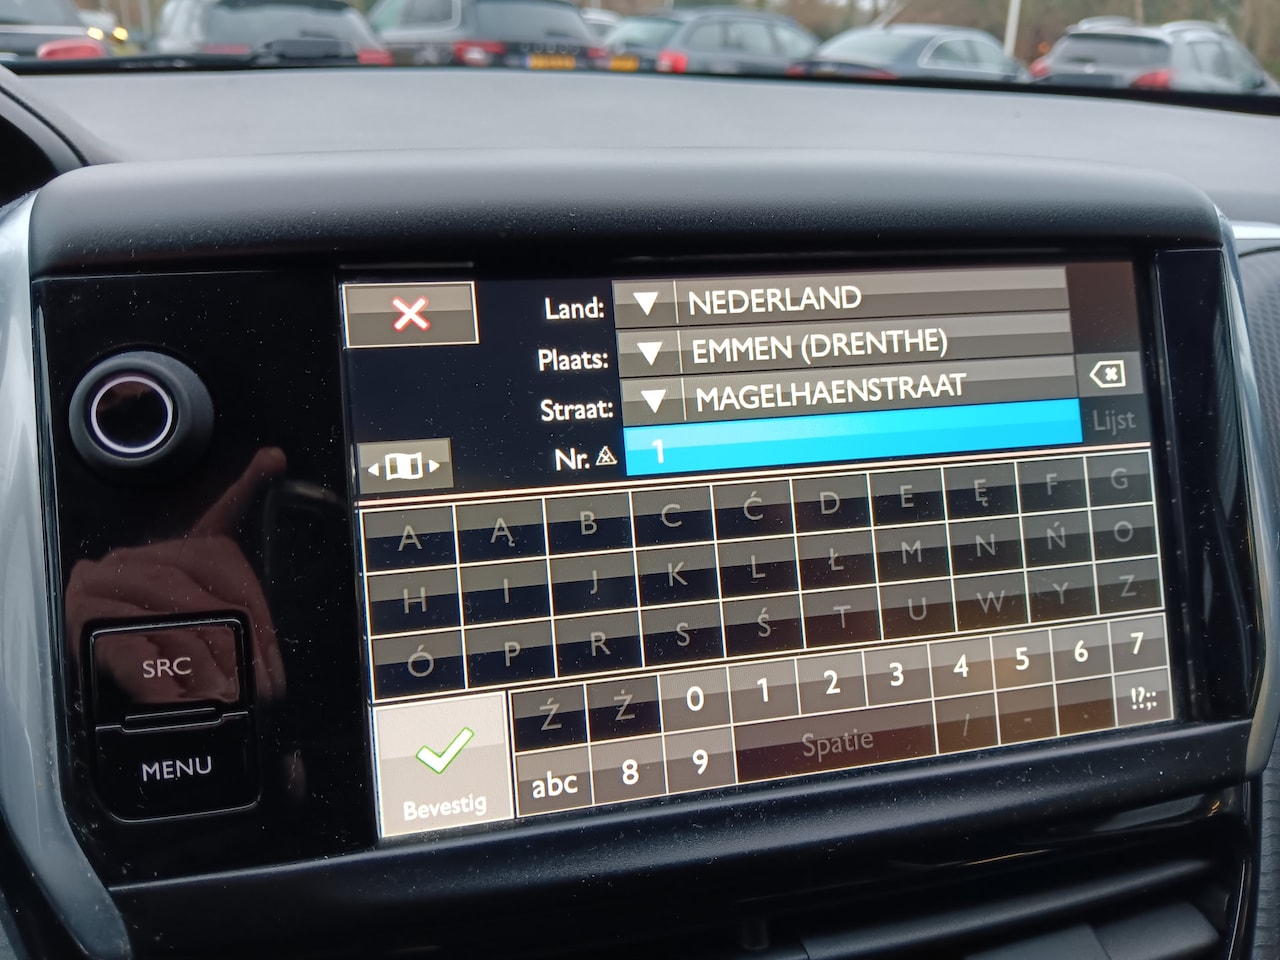 Land: NEDERLAND
Plaats: EMMEN (DRENTHE)
Straat: MAGELHAENSTRAAT
Nr. 1
Lijst
A Ą B C Ć D E Ę F G
H I J K L Ł M N Ń O
Ó P R S Ś T U W Y Z
Ź Ż 0 1 2 3 4 5 6 7
Bevestig abc 8 9 Spatie / - . !?;:
SRC
MENU